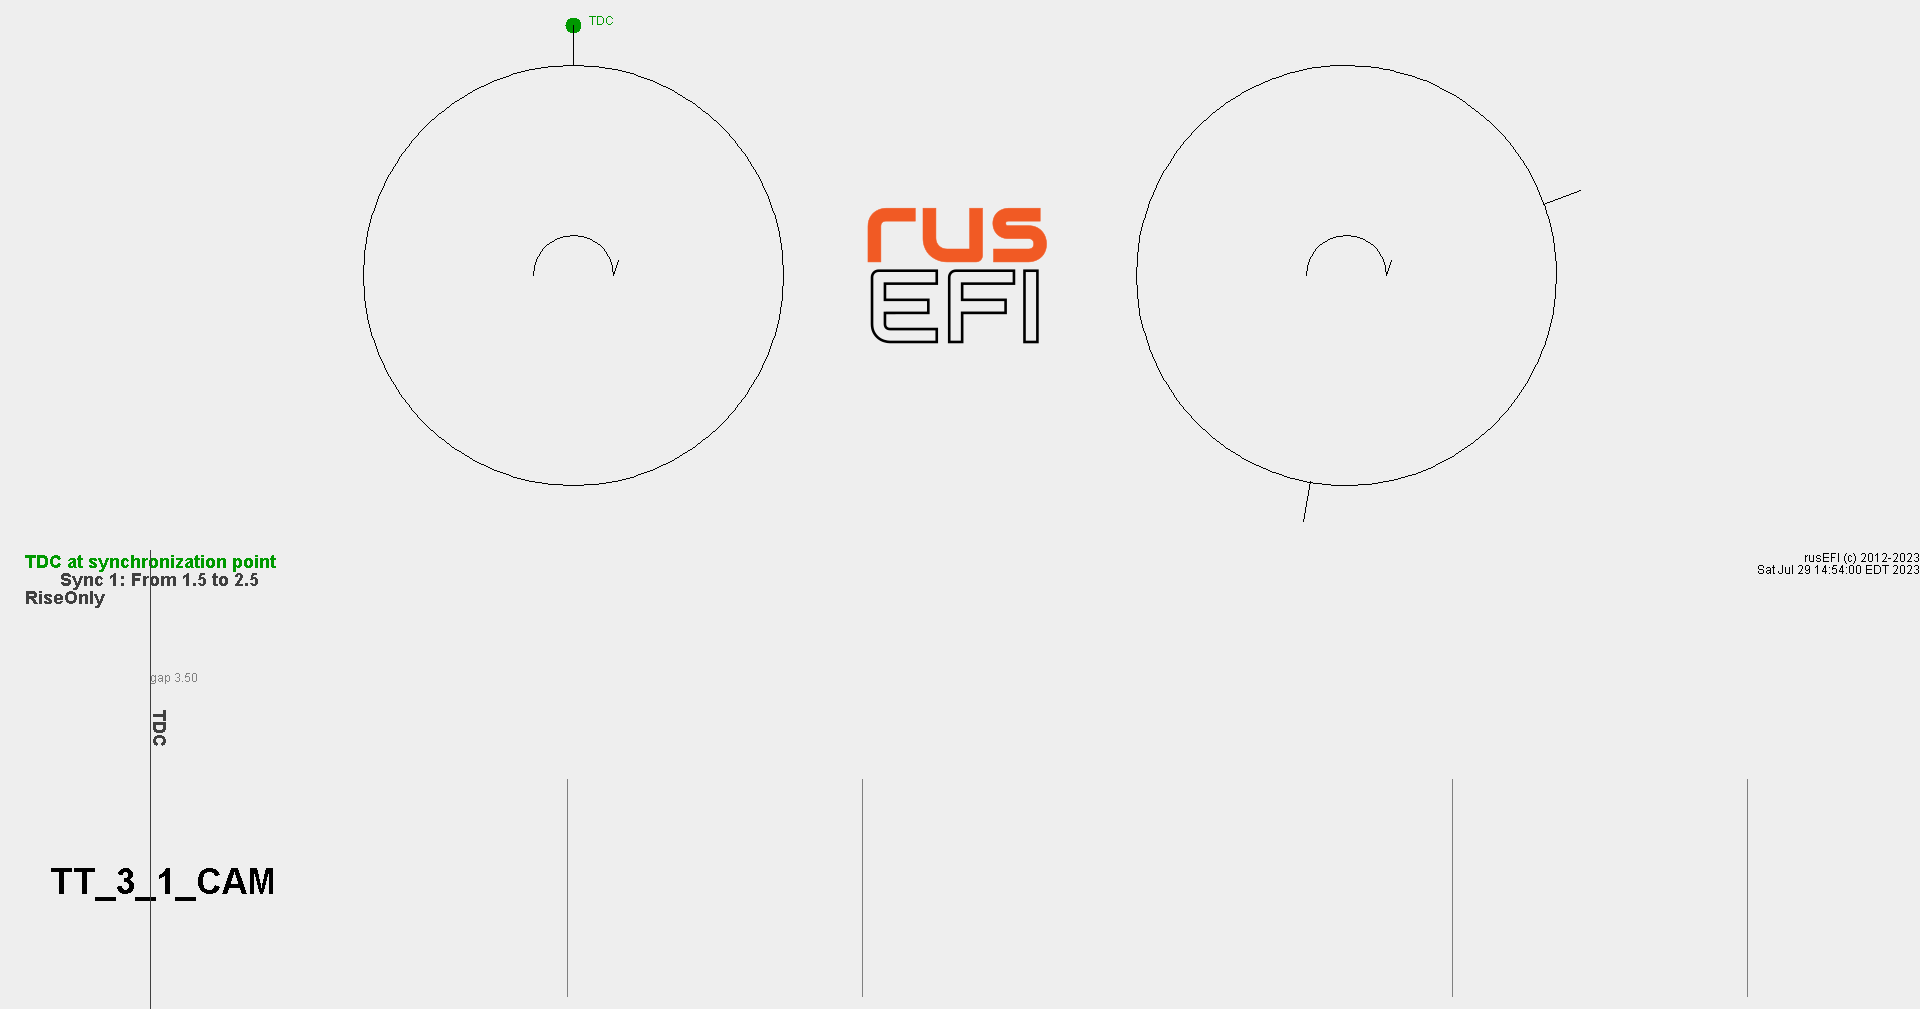 TDC
rus
EFI
TDC at synchronization point
Sync 1: From 1.5 to 2.5
RiseOnly
rusEFI (c) 2012-2023
Sat Jul 29 14:54:00 EDT 2023
gap 3.50
TDC
TT_3_1_CAM